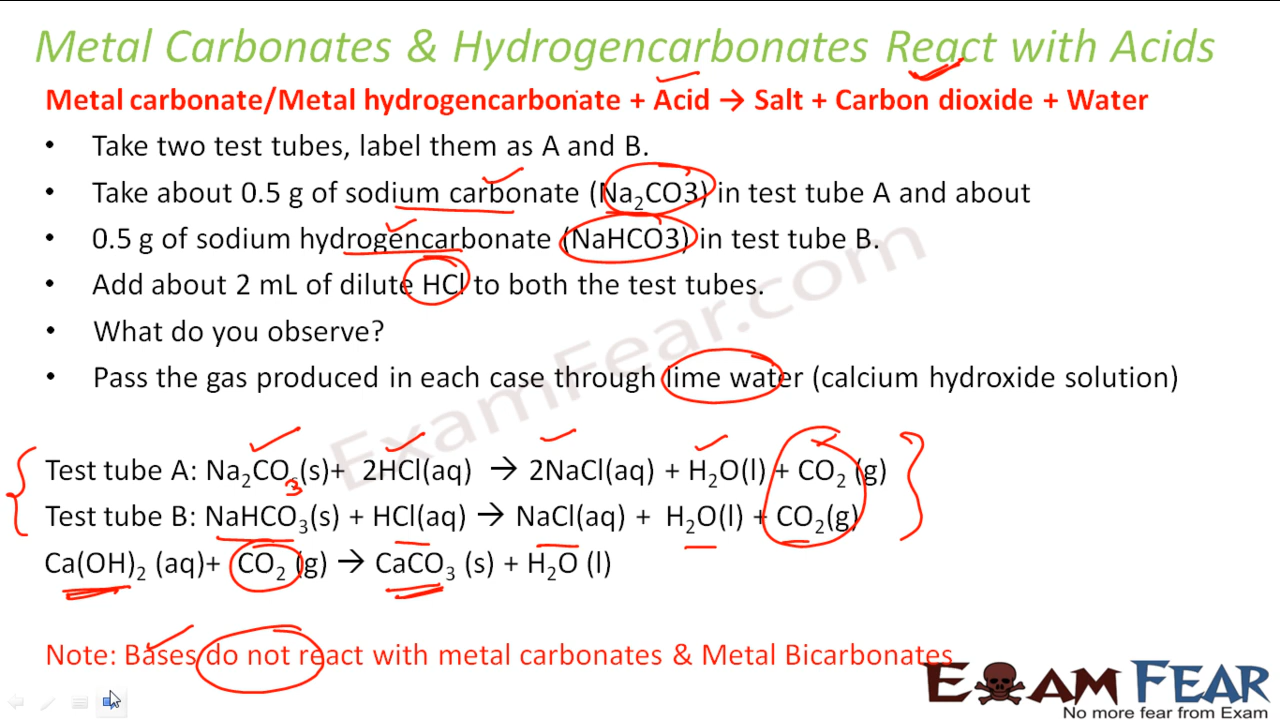 Metal Carbonates & Hydrogencarbonates React with Acids
Metal carbonate/Metal hydrogencarbonate + Acid → Salt + Carbon dioxide + Water
• Take two test tubes, label them as A and B.
• Take about 0.5 g of sodium carbonate (Na₂CO3) in test tube A and about
• 0.5 g of sodium hydrogencarbonate (NaHCO3) in test tube B.
• Add about 2 mL of dilute HCl to both the test tubes.
• What do you observe?
• Pass the gas produced in each case through lime water (calcium hydroxide solution)
ExamFear.com
Test tube A: Na₂CO₃(s)+ 2HCl(aq) → 2NaCl(aq) + H₂O(l) + CO₂ (g)
Test tube B: NaHCO₃(s) + HCl(aq) → NaCl(aq) + H₂O(l) + CO₂(g)
Ca(OH)₂ (aq)+ CO₂ (g) → CaCO₃ (s) + H₂O (l)
Note: Bases do not react with metal carbonates & Metal Bicarbonates
EXAM FEAR
No more fear from Exam